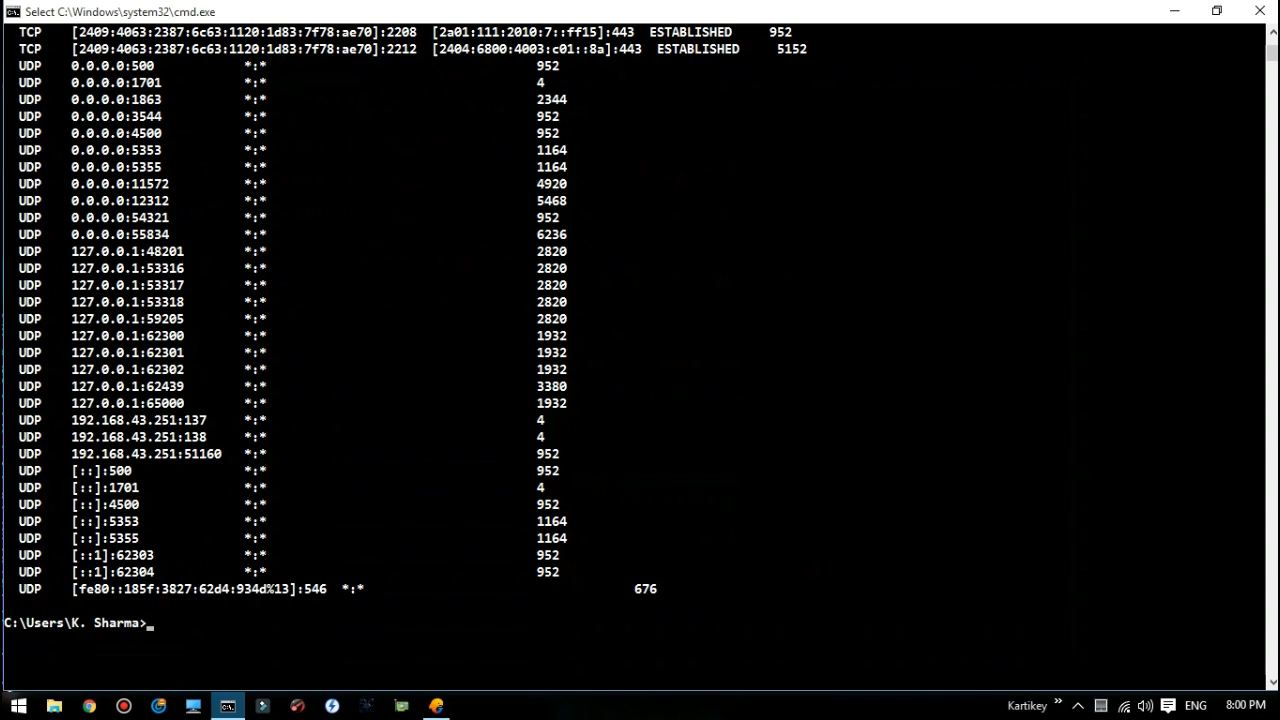 Select C:\Windows\system32\cmd.exe
TCP [2409:4063:2387:6c63:1120:1d83:7f78:ae70]:2208 [2a01:111:2010:7::ff15]:443 ESTABLISHED 952
TCP [2409:4063:2387:6c63:1120:1d83:7f78:ae70]:2212 [2404:6800:4003:c01::8a]:443 ESTABLISHED 5152
UDP 0.0.0.0:500 *:* 952
UDP 0.0.0.0:1701 *:* 4
UDP 0.0.0.0:1863 *:* 2344
UDP 0.0.0.0:3544 *:* 952
UDP 0.0.0.0:4500 *:* 952
UDP 0.0.0.0:5353 *:* 1164
UDP 0.0.0.0:5355 *:* 1164
UDP 0.0.0.0:11572 *:* 4920
UDP 0.0.0.0:12312 *:* 5468
UDP 0.0.0.0:54321 *:* 952
UDP 0.0.0.0:55834 *:* 6236
UDP 127.0.0.1:48201 *:* 2820
UDP 127.0.0.1:53316 *:* 2820
UDP 127.0.0.1:53317 *:* 2820
UDP 127.0.0.1:53318 *:* 2820
UDP 127.0.0.1:59205 *:* 2820
UDP 127.0.0.1:62300 *:* 1932
UDP 127.0.0.1:62301 *:* 1932
UDP 127.0.0.1:62302 *:* 1932
UDP 127.0.0.1:62439 *:* 3380
UDP 127.0.0.1:65000 *:* 1932
UDP 192.168.43.251:137 *:* 4
UDP 192.168.43.251:138 *:* 4
UDP 192.168.43.251:51160 *:* 952
UDP [::]:500 *:* 952
UDP [::]:1701 *:* 4
UDP [::]:4500 *:* 952
UDP [::]:5353 *:* 1164
UDP [::]:5355 *:* 1164
UDP [::1]:62303 *:* 952
UDP [::1]:62304 *:* 952
UDP [fe80::185f:3827:62d4:934d%13]:546 *:* 676
C:\Users\K. Sharma>_
Kartikey » ENG 8:00 PM